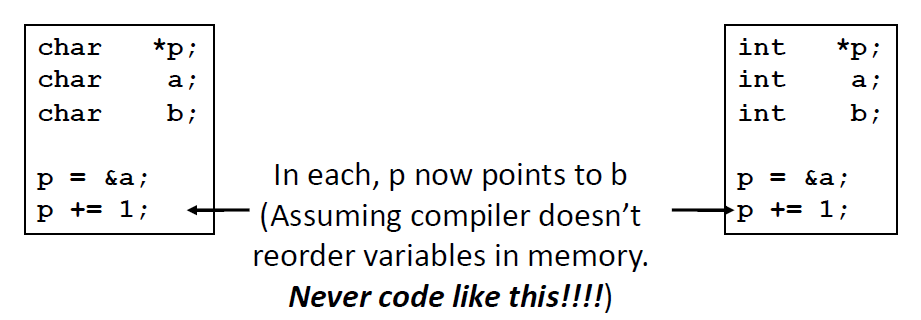 char   *p;
char    a;
char    b;
p = &a;
p += 1;
In each, p now points to b
(Assuming compiler doesn’t
reorder variables in memory.
Never code like this!!!!)
int   *p;
int    a;
int    b;
p = &a;
p += 1;